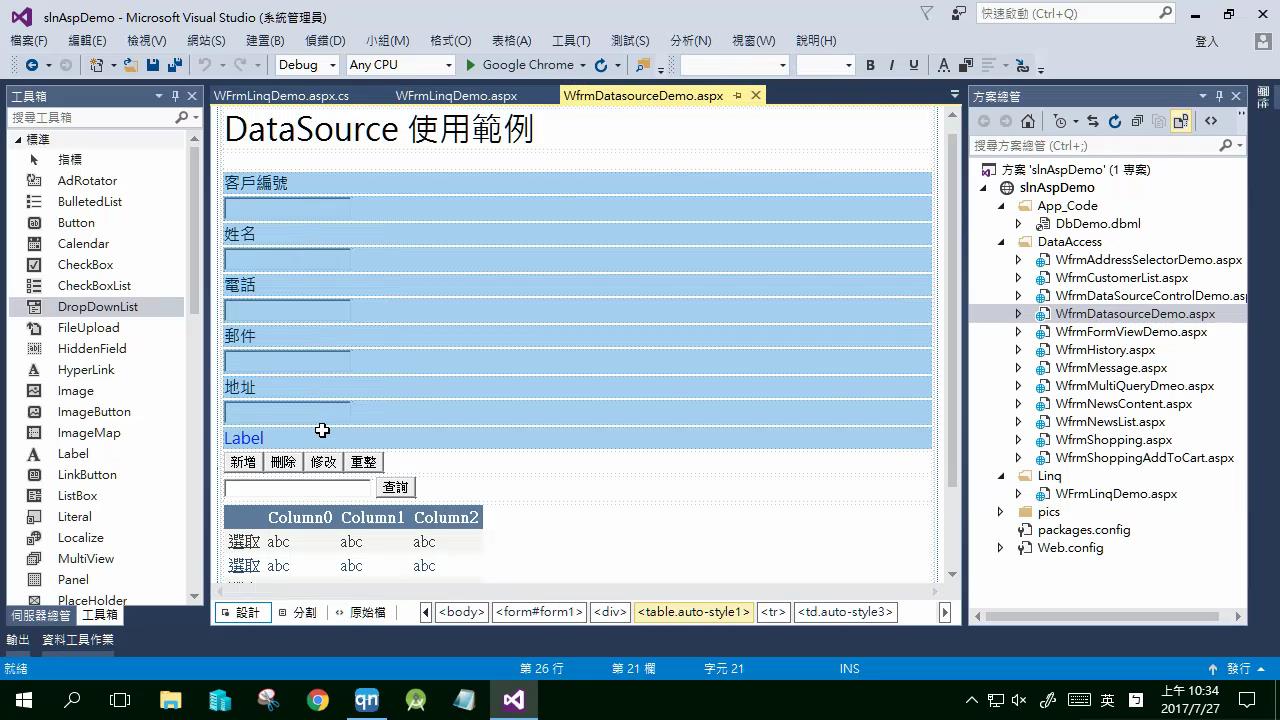 slnAspDemo - Microsoft Visual Studio (系統管理員)
快速啟動 (Ctrl+Q)
檔案(F) 編輯(E) 檢視(V) 網站(S) 建置(B) 偵錯(D) 小組(M) 格式(O) 表格(A) 工具(T) 測試(S) 分析(N) 視窗(W) 說明(H) 登入
Debug Any CPU Google Chrome B I U A
工具箱
搜尋工具箱
標準
指標
AdRotator
BulletedList
Button
Calendar
CheckBox
CheckBoxList
DropDownList
FileUpload
HiddenField
HyperLink
Image
ImageButton
ImageMap
Label
LinkButton
ListBox
Literal
Localize
MultiView
Panel
PlaceHolder
伺服器總管 工具箱
WFrmLinqDemo.aspx.cs WFrmLinqDemo.aspx WfrmDatasourceDemo.aspx
DataSource 使用範例
客戶編號
姓名
電話
郵件
地址
Label
新增 刪除 修改 重整
查詢
Column0 Column1 Column2
選取 abc abc abc
選取 abc abc abc
設計 分割 原始檔 <body> <form#form1> <div> <table.auto-style1> <tr> <td.auto-style3>
方案總管
搜尋方案總管 (Ctrl+;)
方案 'slnAspDemo' (1 專案)
slnAspDemo
App_Code
DbDemo.dbml
DataAccess
WfrmAddressSelectorDemo.aspx
WfrmCustomerList.aspx
WfrmDataSourceControlDemo.asp
WfrmDatasourceDemo.aspx
WfrmFormViewDemo.aspx
WfrmHistory.aspx
WfrmMessage.aspx
WfrmMultiQueryDmeo.aspx
WfrmNewsContent.aspx
WfrmNewsList.aspx
WfrmShopping.aspx
WfrmShoppingAddToCart.aspx
Linq
WFrmLinqDemo.aspx
pics
packages.config
Web.config
輸出 資料工具作業
就緒 第 26 行 第 21 欄 字元 21 INS 發行
qn 英 上午 10:34
2017/7/27